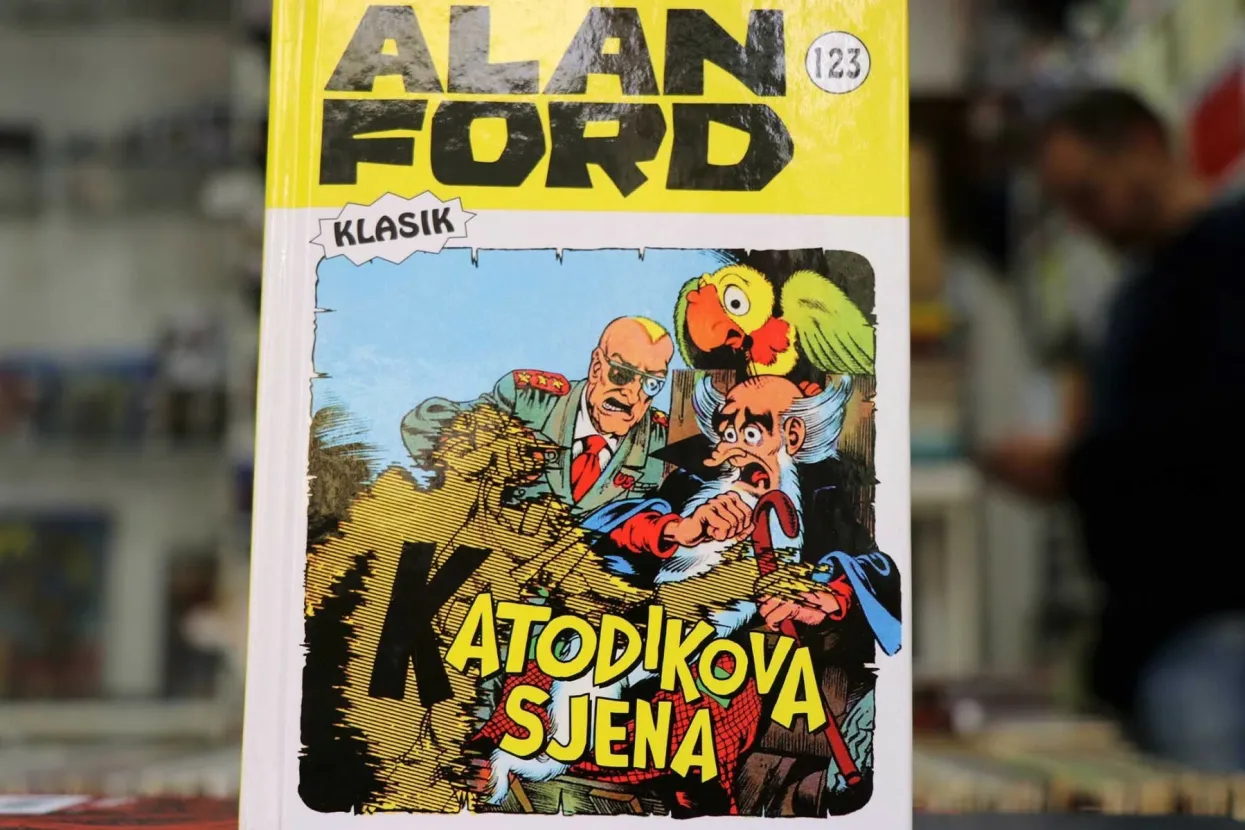 ALAN
FORD
123
KLASIK
KATODIKOVA
SJENA